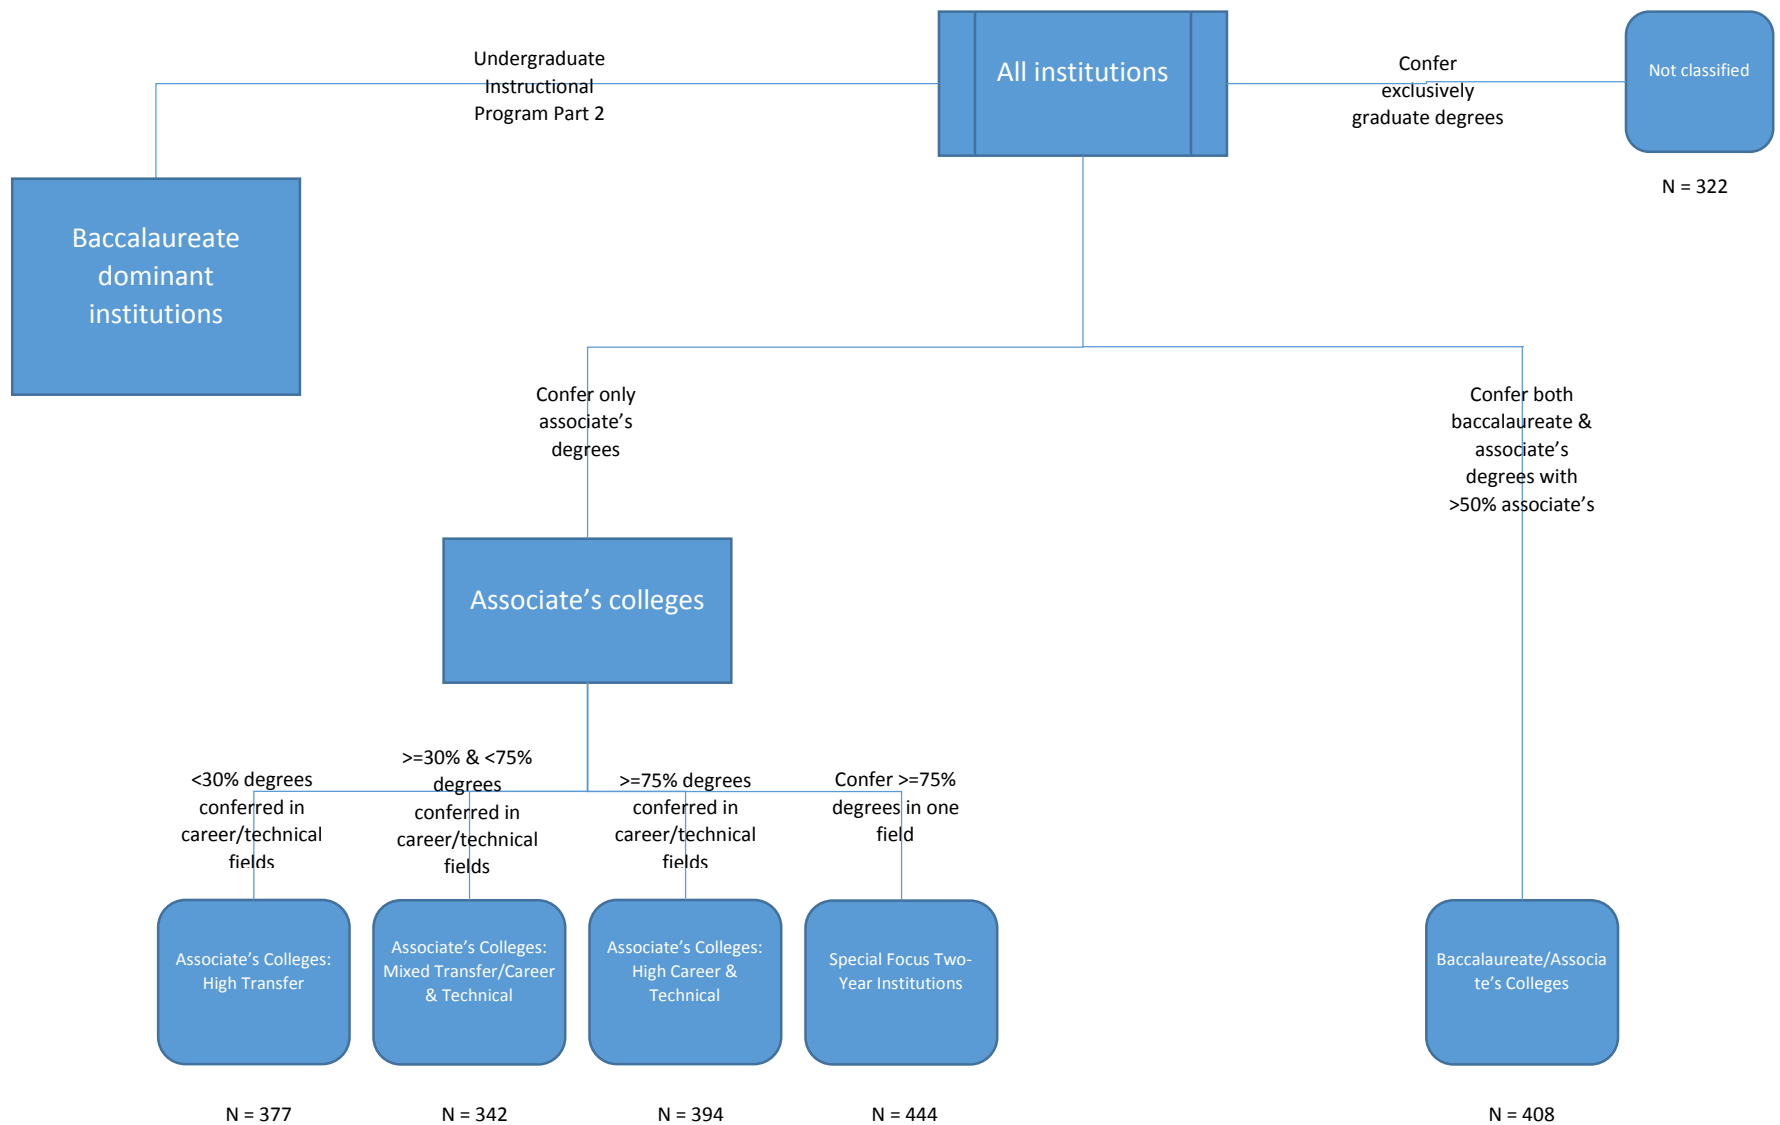 Undergraduate
Instructional
Program Part 2
All institutions
Confer
exclusively
graduate degrees
Not classified
N = 322
Baccalaureate
dominant
institutions
Confer only
associate’s
degrees
Confer both
baccalaureate &
associate’s
degrees with
>50% associate’s
Associate’s colleges
<30% degrees
conferred in
career/technical
fields
>=30% & <75%
degrees
conferred in
career/technical
fields
>=75% degrees
conferred in
career/technical
fields
Confer >=75%
degrees in one
field
Associate’s Colleges:
High Transfer
Associate’s Colleges:
Mixed Transfer/Career
& Technical
Associate’s Colleges:
High Career &
Technical
Special Focus Two-
Year Institutions
Baccalaureate/Associa
te’s Colleges
N = 377
N = 342
N = 394
N = 444
N = 408